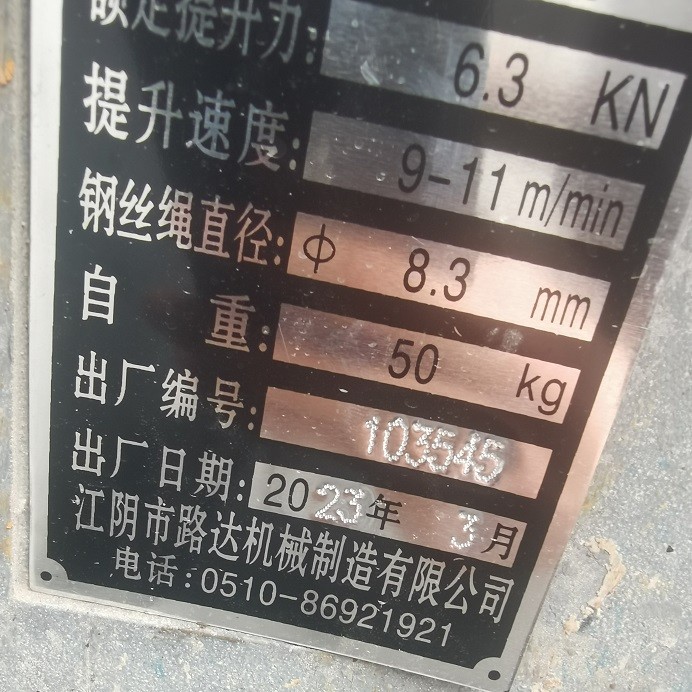 额定提升力: 6.3 KN
提升速度: 9-11 m/min
钢丝绳直径: ф 8.3 mm
自 重: 50 kg
出厂编号: 103545
出厂日期: 2023年 3月
江阴市路达机械制造有限公司
电话:0510-86921921